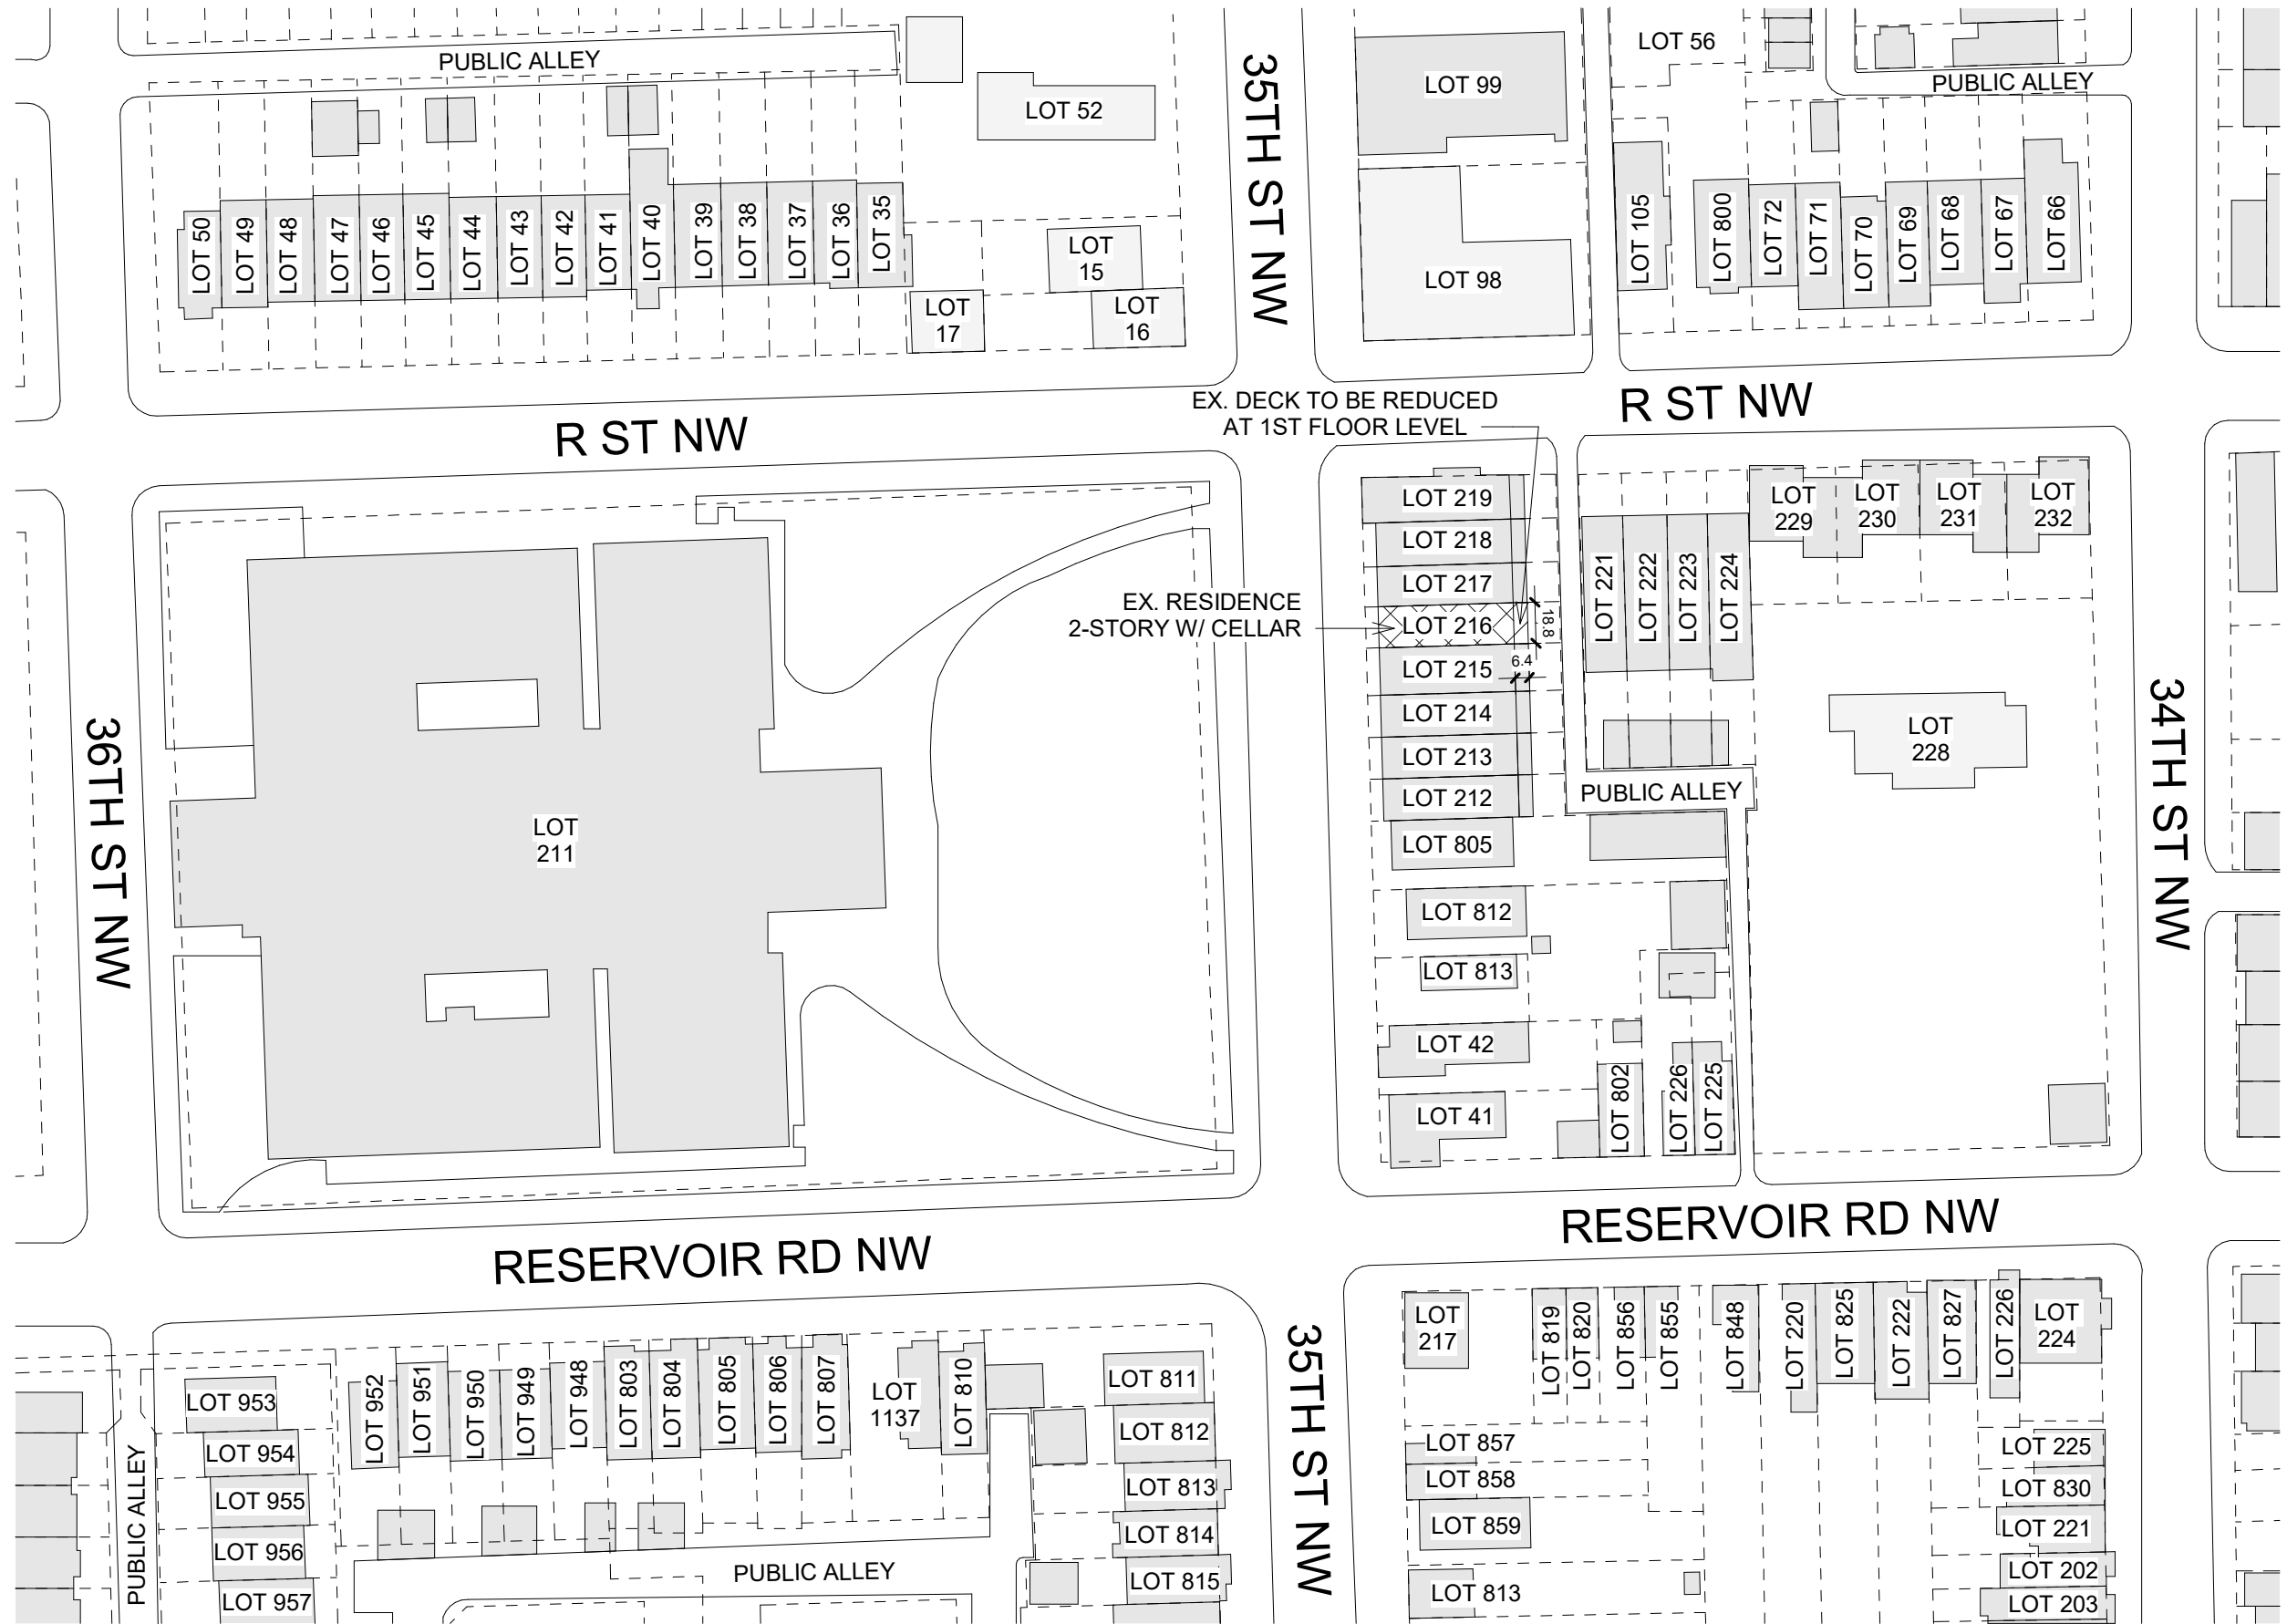 PUBLIC ALLEY
LOT 52
35TH ST NW
LOT 99
LOT 56
PUBLIC ALLEY
LOT 50
LOT 49
LOT 48
LOT 47
LOT 46
LOT 45
LOT 44
LOT 43
LOT 42
LOT 41
LOT 40
LOT 39
LOT 38
LOT 37
LOT 36
LOT 35
LOT
15
LOT
16
LOT
17
LOT 98
LOT 105
LOT 800
LOT 72
LOT 71
LOT 70
LOT 69
LOT 68
LOT 67
LOT 66
R ST NW
EX. DECK TO BE REDUCED
AT 1ST FLOOR LEVEL
R ST NW
LOT 219
LOT 218
LOT 217
EX. RESIDENCE
2-STORY W/ CELLAR
LOT 216
18.8
6.4
LOT 215
LOT 214
LOT 213
LOT 212
LOT 805
LOT 221
LOT 222
LOT 223
LOT 224
LOT
229
LOT
230
LOT
231
LOT
232
LOT
228
PUBLIC ALLEY
36TH ST NW
LOT
211
34TH ST NW
LOT 812
LOT 813
LOT 42
LOT 41
LOT 802
LOT 226
LOT 225
RESERVOIR RD NW
RESERVOIR RD NW
LOT 953
LOT 954
LOT 955
LOT 956
LOT 957
PUBLIC ALLEY
LOT 952
LOT 951
LOT 950
LOT 949
LOT 948
LOT 803
LOT 804
LOT 805
LOT 806
LOT 807
LOT
1137
LOT 810
LOT 811
LOT 812
LOT 813
LOT 814
LOT 815
PUBLIC ALLEY
35TH ST NW
LOT
217
LOT 819
LOT 820
LOT 856
LOT 855
LOT 848
LOT 220
LOT 825
LOT 222
LOT 827
LOT 226
LOT
224
LOT 857
LOT 858
LOT 859
LOT 813
LOT 225
LOT 830
LOT 221
LOT 202
LOT 203